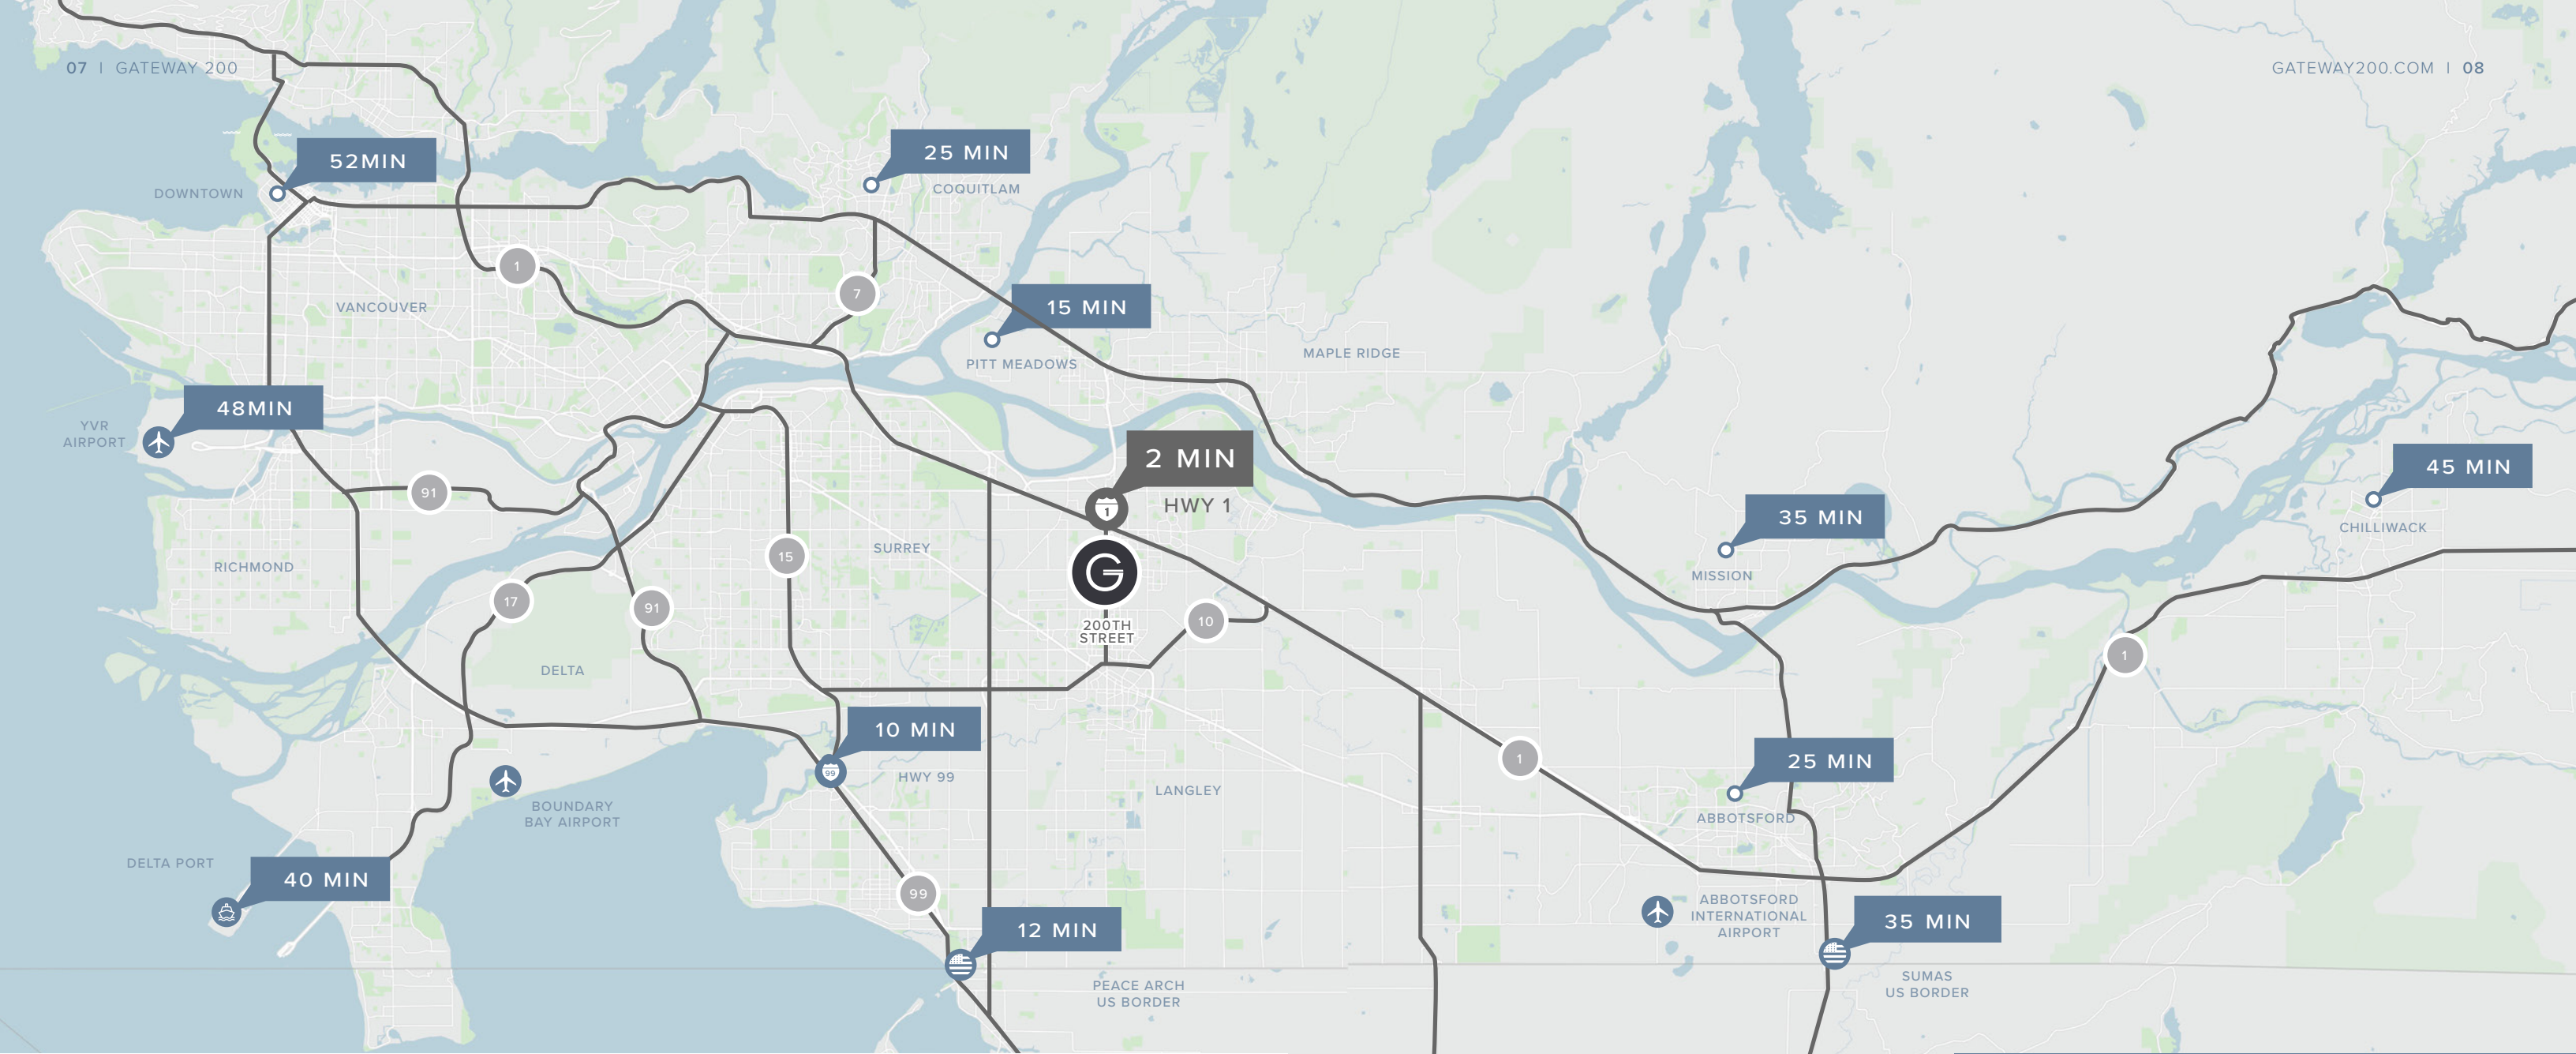 07 | GATEWAY 200
GATEWAY200.COM | 08
52MIN
DOWNTOWN
25 MIN
COQUITLAM
1
7
VANCOUVER
15 MIN
PITT MEADOWS
MAPLE RIDGE
48MIN
YVR
AIRPORT
2 MIN
1
HWY 1
G
200TH
STREET
91
15
SURREY
RICHMOND
17
91
10
DELTA
35 MIN
MISSION
45 MIN
CHILLIWACK
1
10 MIN
99
HWY 99
LANGLEY
1
25 MIN
ABBOTSFORD
BOUNDARY
BAY AIRPORT
DELTA PORT
40 MIN
99
12 MIN
PEACE ARCH
US BORDER
ABBOTSFORD
INTERNATIONAL
AIRPORT
35 MIN
SUMAS
US BORDER